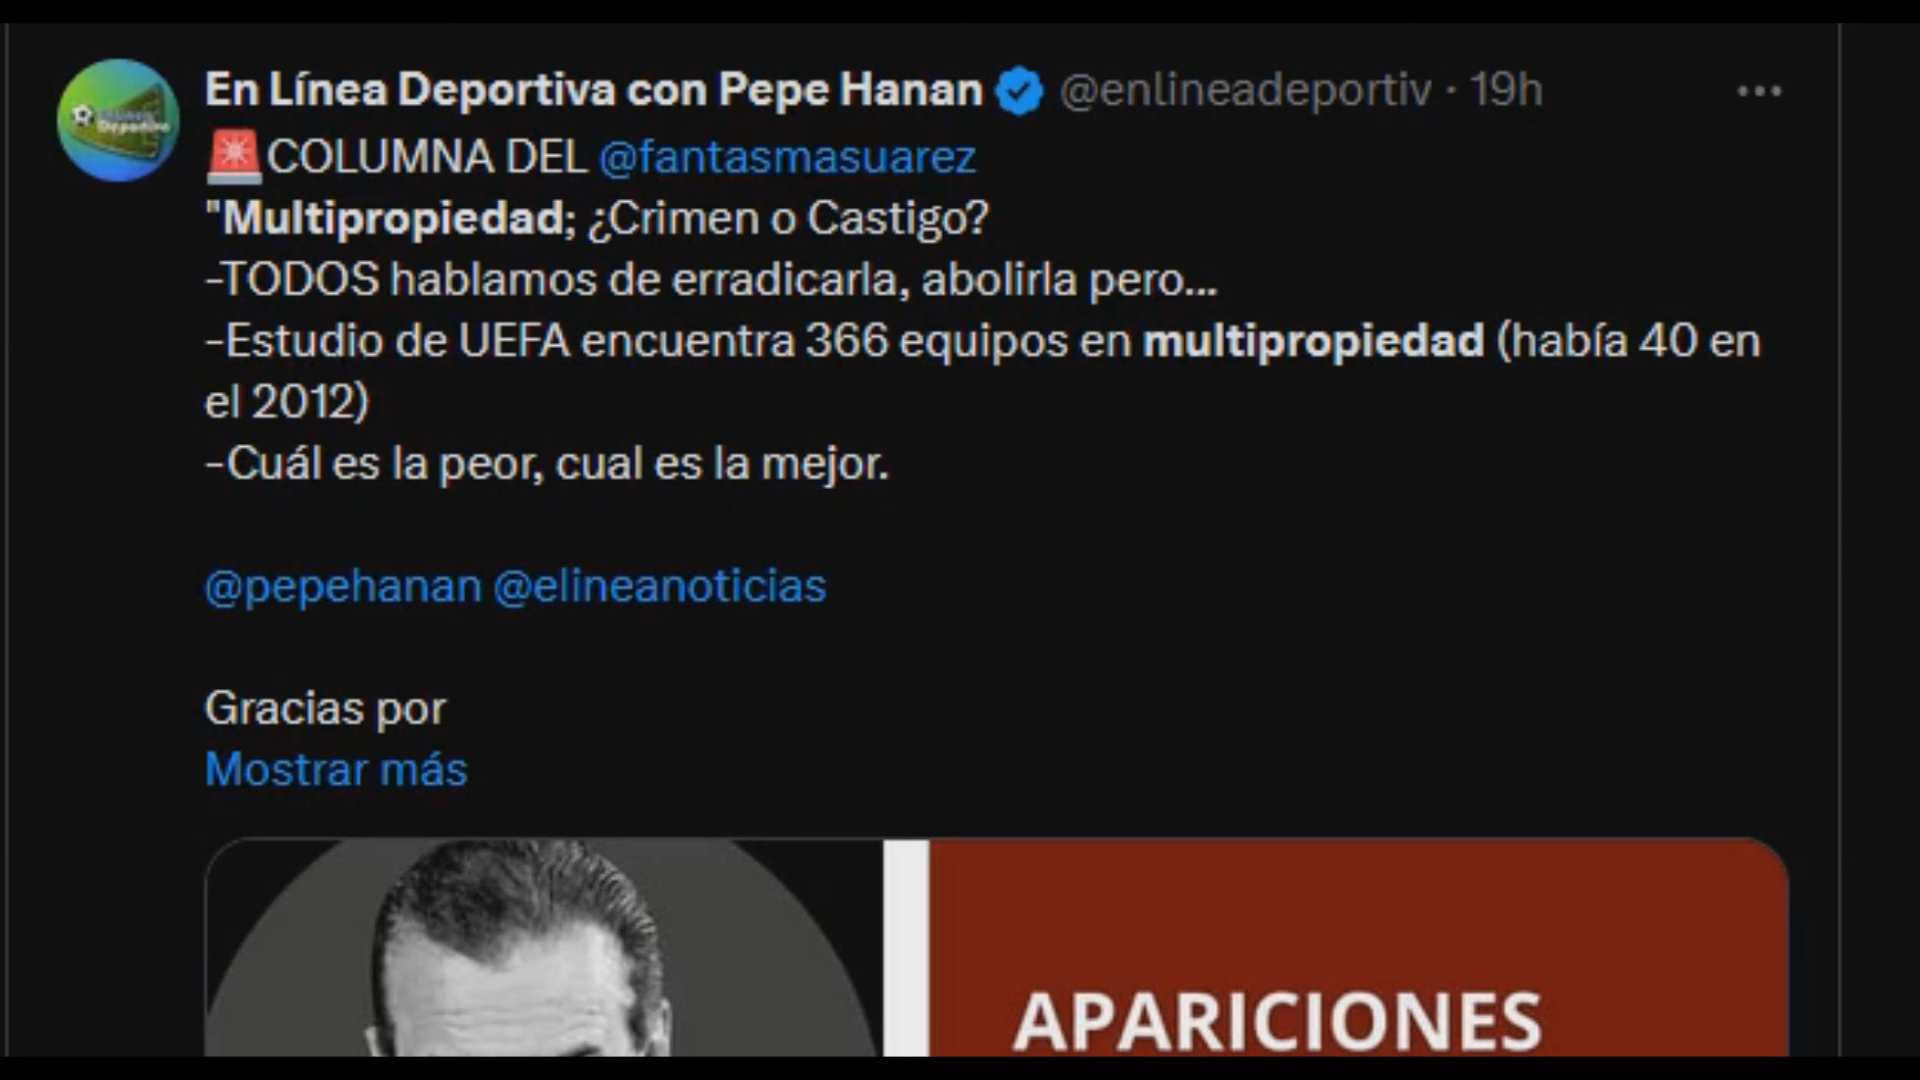 En Línea Deportiva con Pepe Hanan @enlineadeportiv · 19h
COLUMNA DEL @fantasmasuarez
"Multipropiedad; ¿Crimen o Castigo?
-TODOS hablamos de erradicarla, abolirla pero...
-Estudio de UEFA encuentra 366 equipos en multipropiedad (había 40 en
el 2012)
-Cuál es la peor, cual es la mejor.
@pepehanan @elineanoticias
Gracias por
Mostrar más
APARICIONES